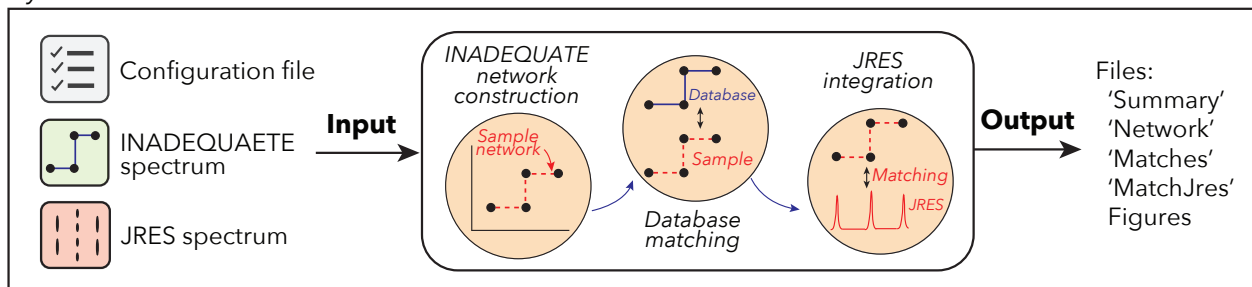 Configuration file
INADEQUAETE
spectrum
JRES spectrum
Input
INADEQUATE
network
construction
Sample
network
Database
Sample
Database
matching
JRES
integration
Matching
JRES
Output
Files:
'Summary'
'Network'
'Matches'
'MatchJres'
Figures